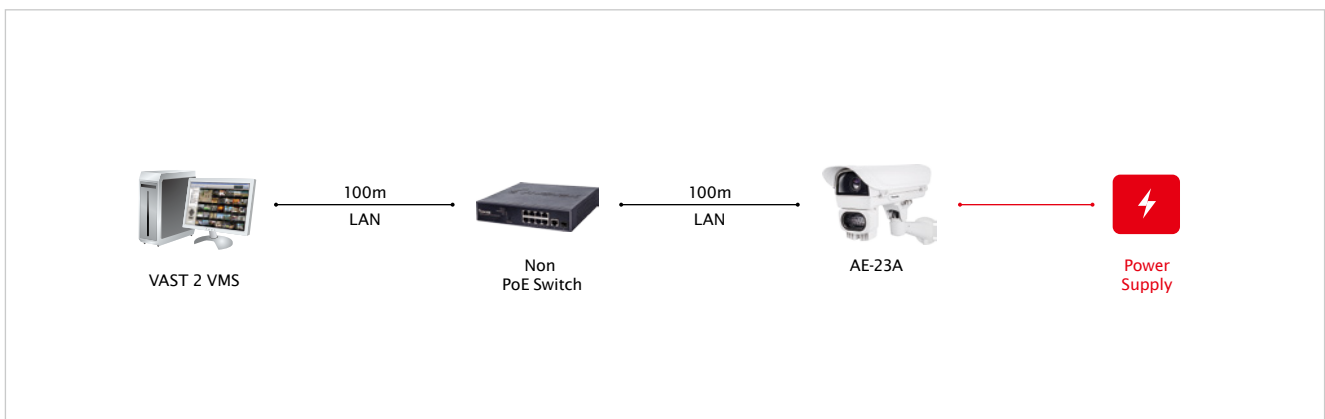 100m
LAN
100m
LAN
VAST 2 VMS
Non
PoE Switch
AE-23A
Power
Supply